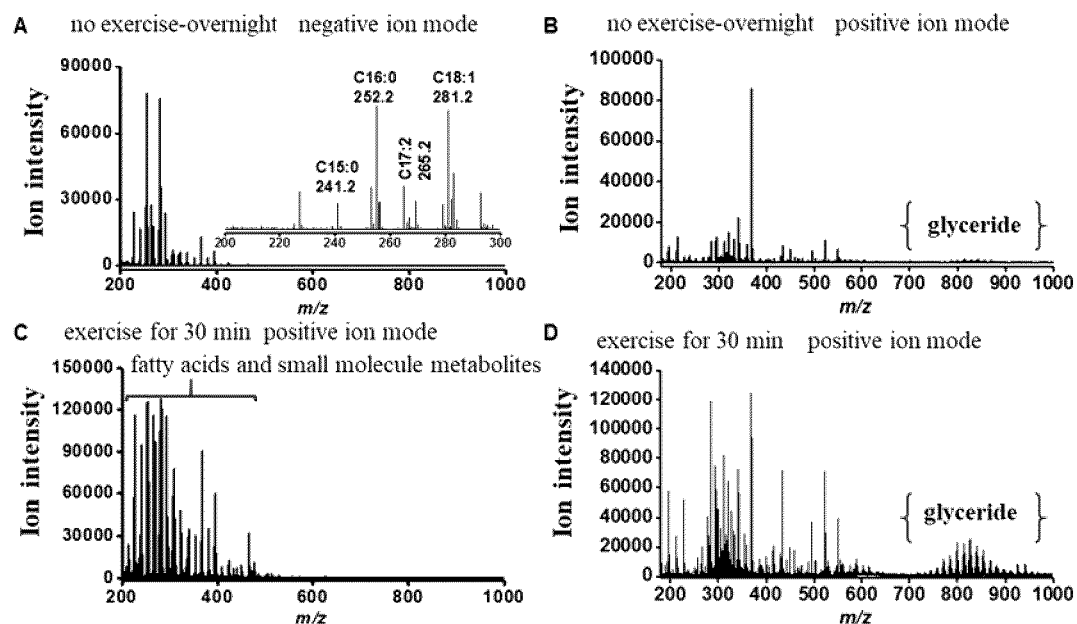 A no exercise-overnight negative ion mode
90000
60000
30000
0
Ion intensity
C16:0
252.2
C18:1
281.2
C15:0
241.2
C17:2
265.2
200 220 240 260 280 300
200 400 600 800 1000
m/z
B no exercise-overnight positive ion mode
100000
80000
60000
40000
20000
0
Ion intensity
{ glyceride }
200 300 400 500 600 700 800 900 1000
m/z
C exercise for 30 min positive ion mode
fatty acids and small molecule metabolites
150000
120000
90000
60000
30000
0
Ion intensity
200 400 600 800 1000
m/z
D exercise for 30 min positive ion mode
140000
120000
100000
80000
60000
40000
20000
0
Ion intensity
{ glyceride }
200 300 400 500 600 700 800 900 1000
m/z